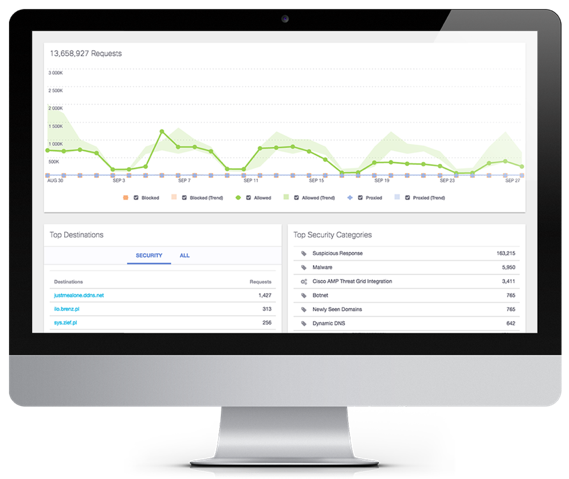 13,658,927 Requests
3 000K
2 500K
2 000K
1 500K
1 000K
500K
AUG 30 SEP 3 SEP 7 SEP 11 SEP 15 SEP 19 SEP 23 SEP 27
Blocked Blocked (Trend) Allowed Allowed (Trend) Proxied Proxied (Trend)
Top Destinations
SECURITY ALL
Destinations Requests
justmealone.ddns.net 1,427
ilo.brenz.pl 313
sys.zief.pl 256
Top Security Categories
Suspicious Response 163,215
Malware 5,950
Cisco AMP Threat Grid Integration 3,411
Botnet 765
Newly Seen Domains 765
Dynamic DNS 642